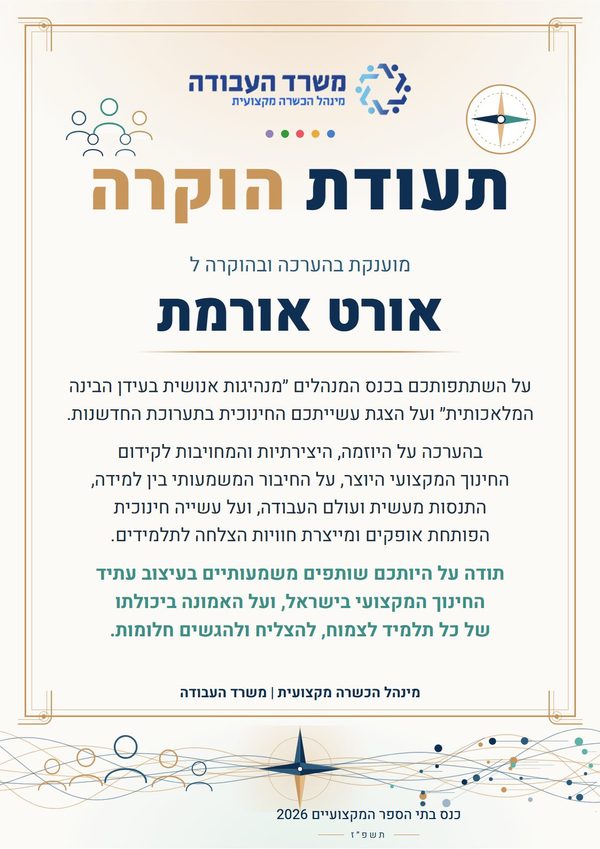 משרד העבודה
מינהל הכשרה מקצועית
תעודת הוקרה
מוענקת בהערכה ובהוקרה ל
אורט אורמת
על השתתפותכם בכנס המנהלים "מנהיגות אנושית בעידן הבינה
המלאכותית" ועל הצגת עשייתכם החינוכית בתערוכת החדשנות.
בהערכה על היוזמה, היצירתיות והמחויבות לקידום
החינוך המקצועי היוצר, על החיבור המשמעותי בין למידה,
התנסות מעשית ועולם העבודה, ועל עשייה חינוכית
הפותחת אופקים ומייצרת חוויות הצלחה לתלמידים.
תודה על היותכם שותפים משמעותיים בעיצוב עתיד
החינוך המקצועי בישראל, ועל האמונה ביכולתו
של כל תלמיד לצמוח, להצליח ולהגשים חלומות.
מינהל הכשרה מקצועית | משרד העבודה
כנס בתי הספר המקצועיים 2026
תשפ״ז